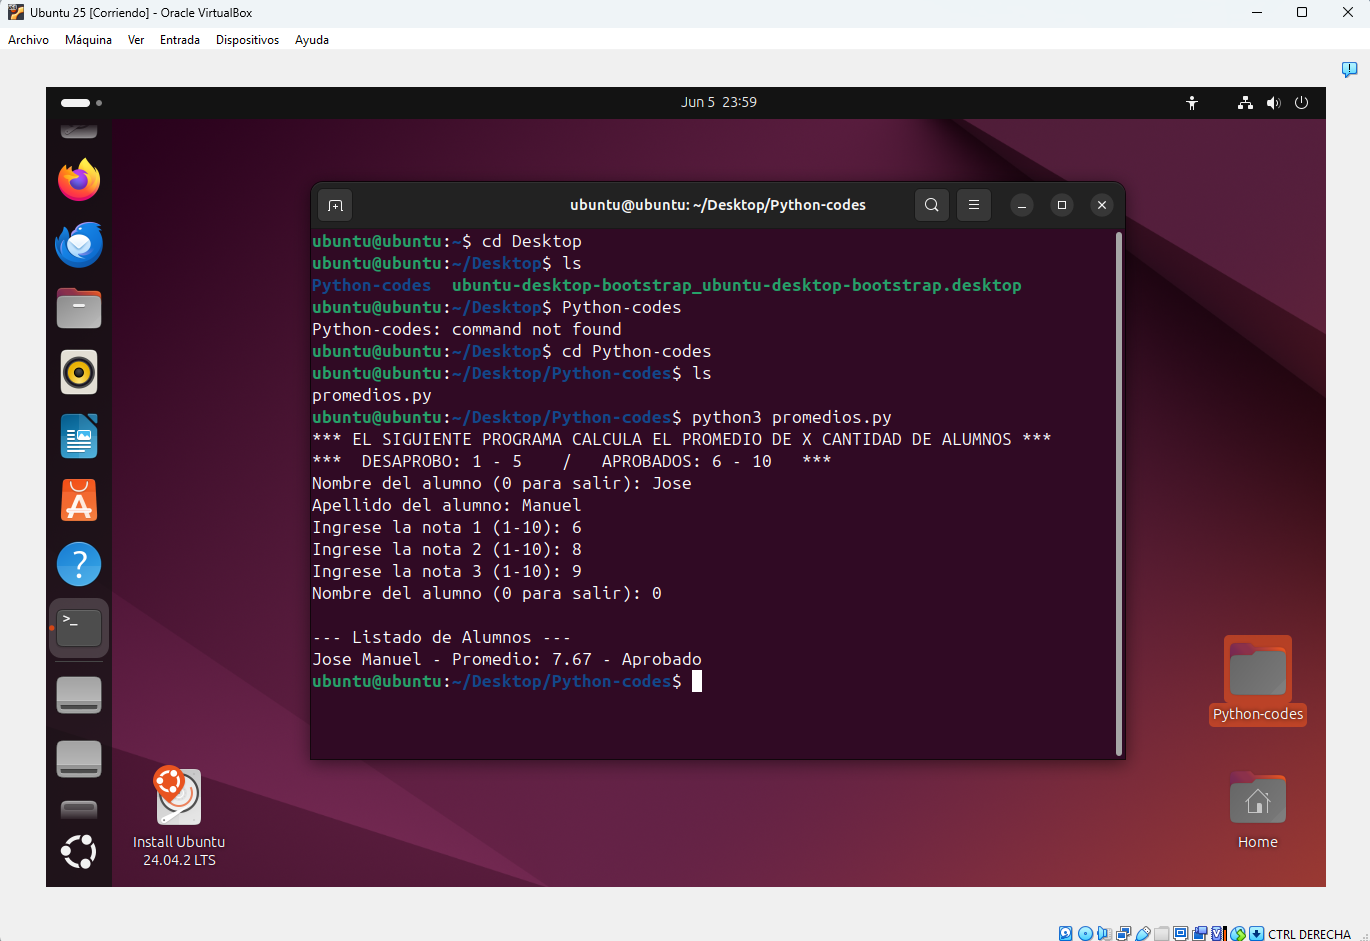 Ubuntu 25 [Corriendo] - Oracle VirtualBox
Archivo Máquina Ver Entrada Dispositivos Ayuda
Jun 5 23:59
ubuntu@ubuntu: ~/Desktop/Python-codes
ubuntu@ubuntu:~$ cd Desktop
ubuntu@ubuntu:~/Desktop$ ls
Python-codes ubuntu-desktop-bootstrap_ubuntu-desktop-bootstrap.desktop
ubuntu@ubuntu:~/Desktop$ Python-codes
Python-codes: command not found
ubuntu@ubuntu:~/Desktop$ cd Python-codes
ubuntu@ubuntu:~/Desktop/Python-codes$ ls
promedios.py
ubuntu@ubuntu:~/Desktop/Python-codes$ python3 promedios.py
*** EL SIGUIENTE PROGRAMA CALCULA EL PROMEDIO DE X CANTIDAD DE ALUMNOS ***
*** DESAPROBO: 1 - 5 / APROBADOS: 6 - 10 ***
Nombre del alumno (0 para salir): Jose
Apellido del alumno: Manuel
Ingrese la nota 1 (1-10): 6
Ingrese la nota 2 (1-10): 8
Ingrese la nota 3 (1-10): 9
Nombre del alumno (0 para salir): 0
--- Listado de Alumnos ---
Jose Manuel - Promedio: 7.67 - Aprobado
ubuntu@ubuntu:~/Desktop/Python-codes$
Python-codes
Install Ubuntu
24.04.2 LTS
Home
CTRL DERECHA